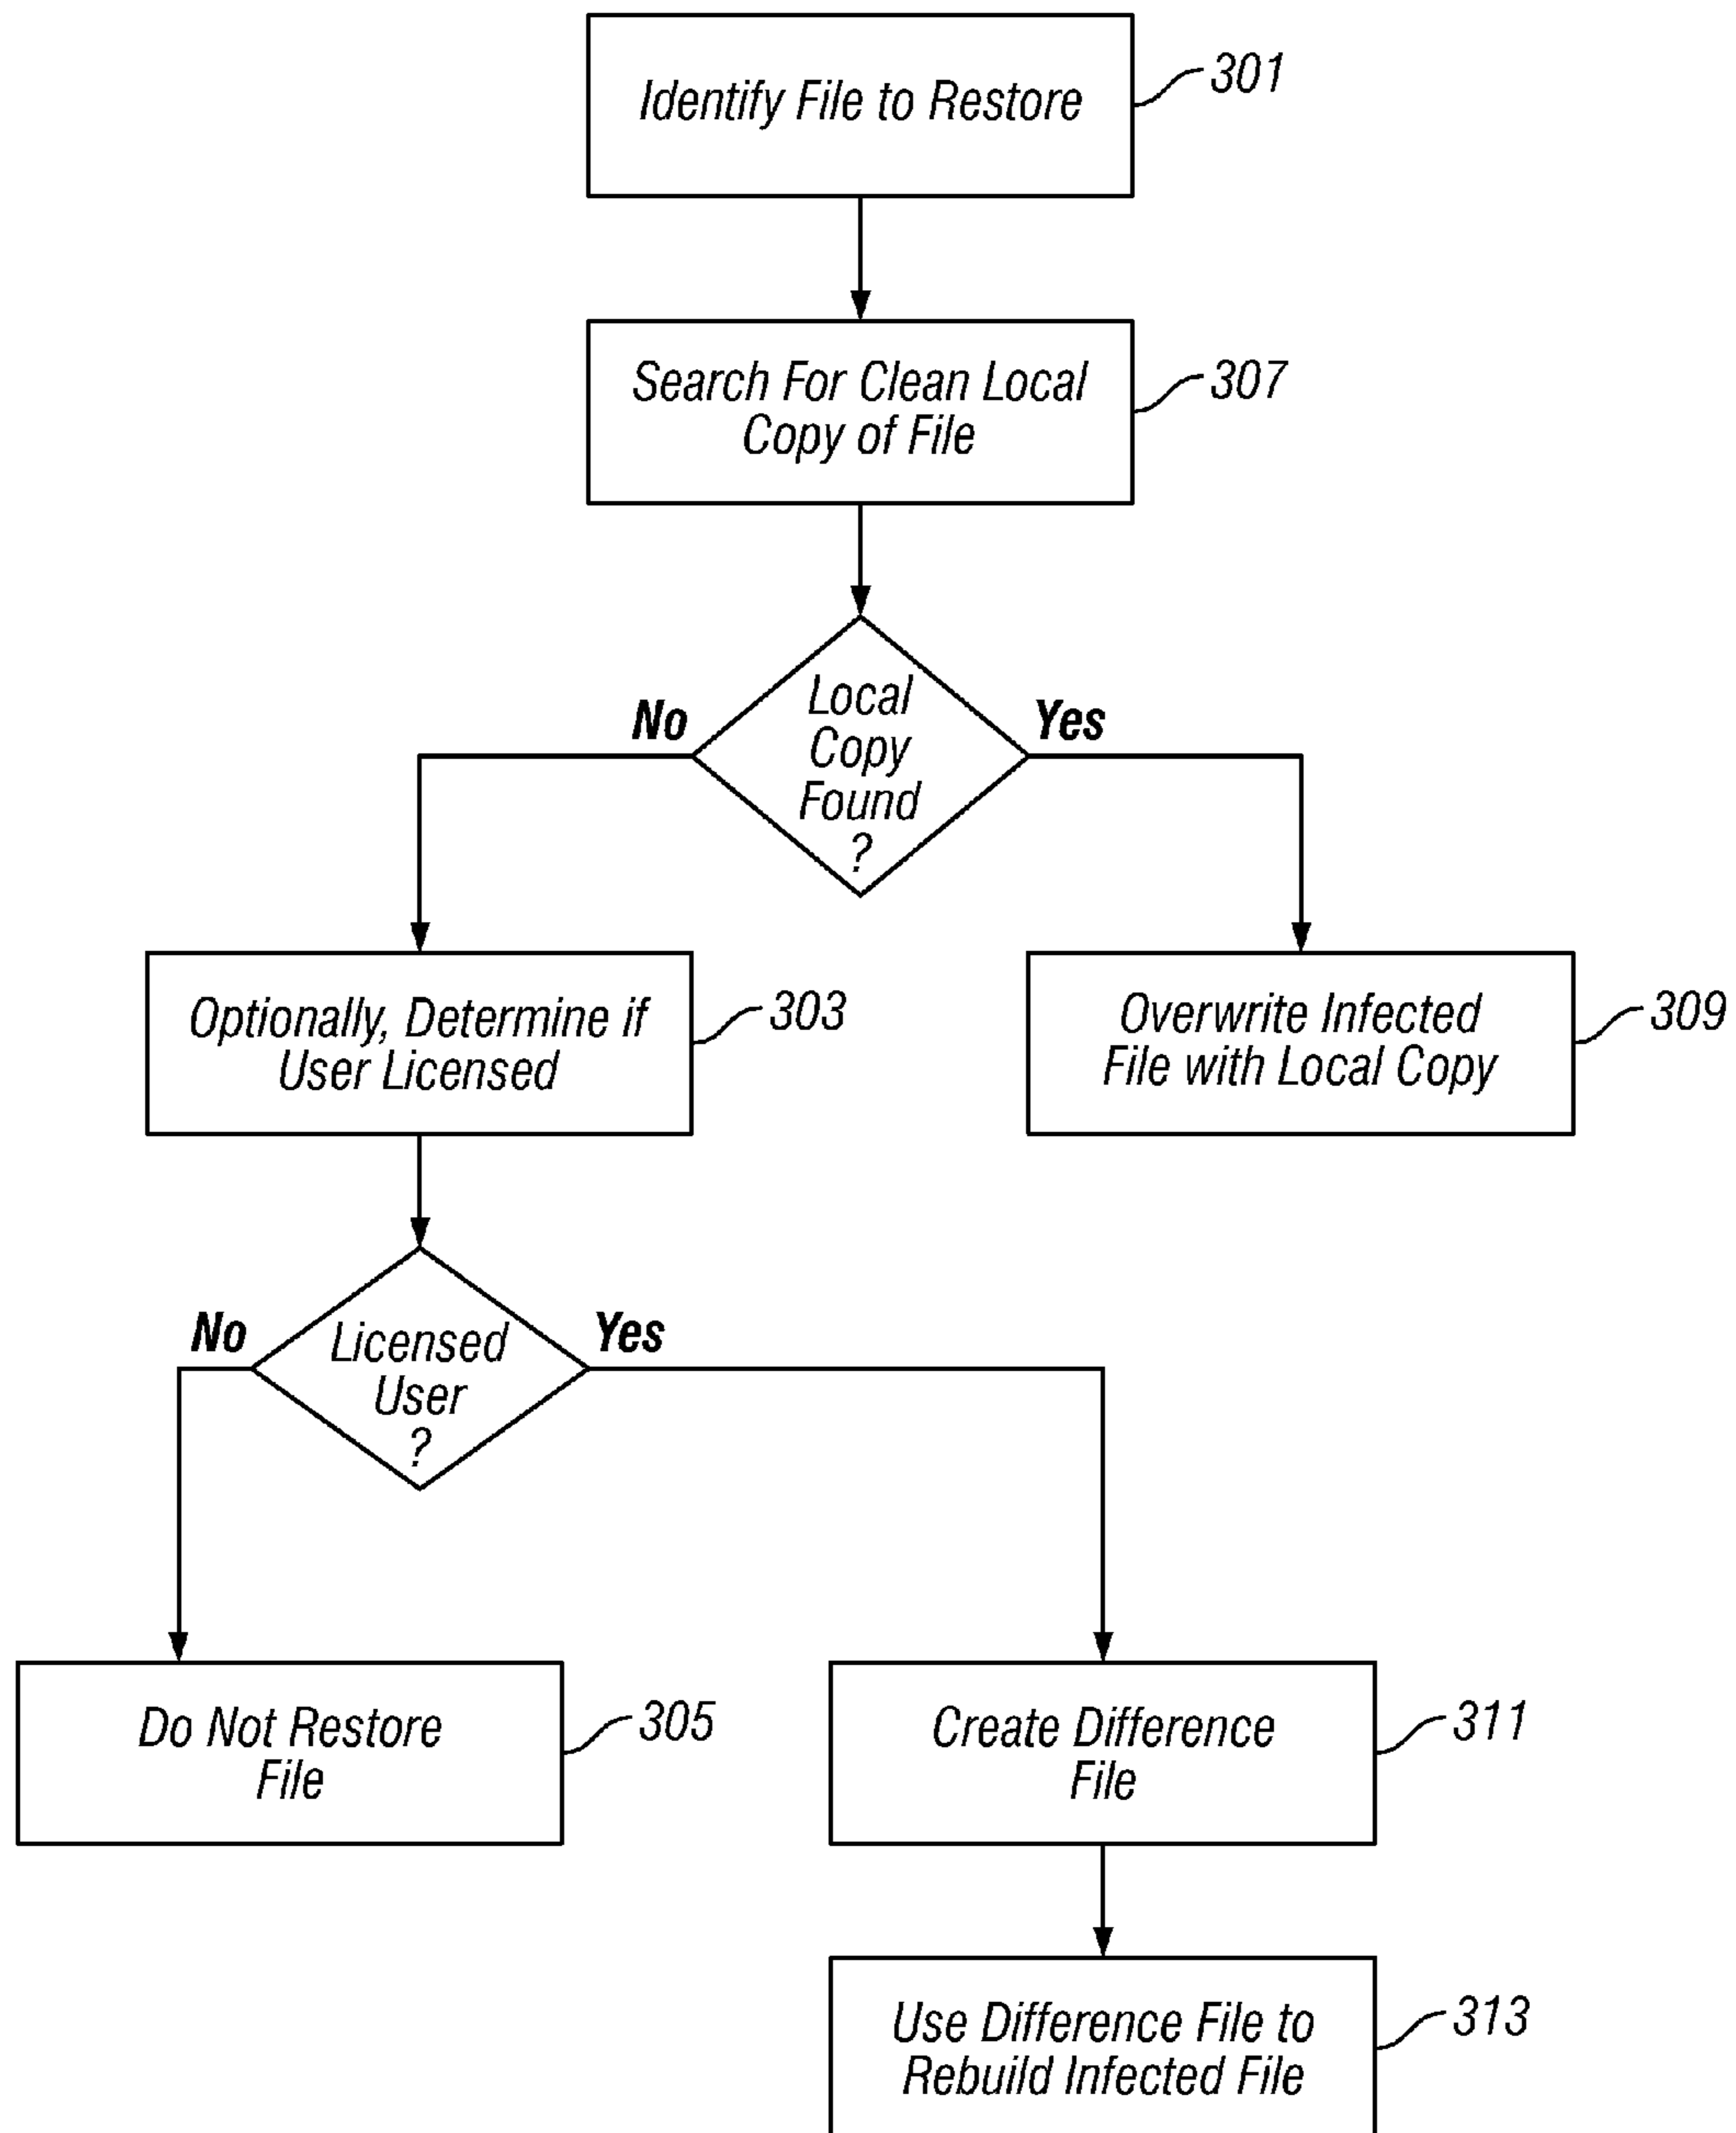 Identify File to Restore
301
Search For Clean Local
Copy of File
307
Local
Copy
Found
?
No
Yes
Optionally, Determine if
User Licensed
303
Overwrite Infected
File with Local Copy
309
Licensed
User
?
No
Yes
Do Not Restore
File
305
Create Difference
File
311
Use Difference File to
Rebuild Infected File
313